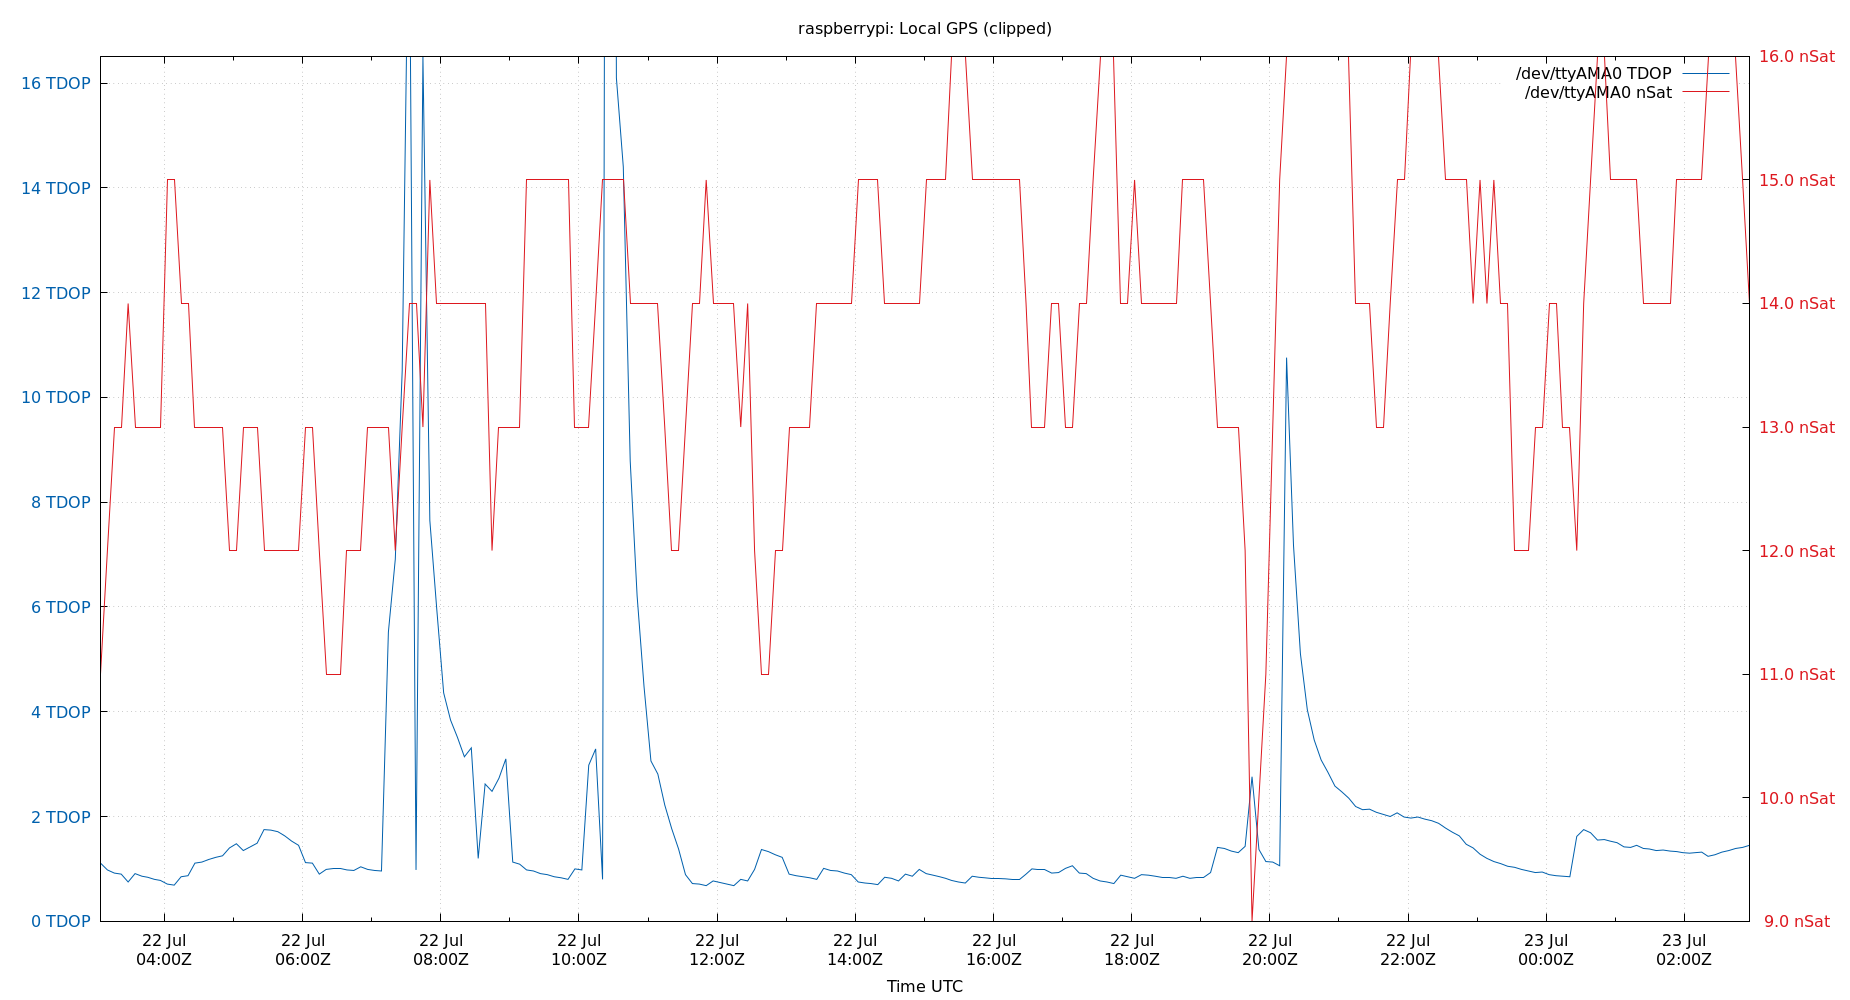 raspberrypi: Local GPS (clipped)
16 TDOP
14 TDOP
12 TDOP
10 TDOP
8 TDOP
6 TDOP
4 TDOP
2 TDOP
0 TDOP
/dev/ttyAMA0 TDOP
/dev/ttyAMA0 nSat
16.0 nSat
15.0 nSat
14.0 nSat
13.0 nSat
12.0 nSat
11.0 nSat
10.0 nSat
9.0 nSat
22 Jul 22 Jul 22 Jul 22 Jul 22 Jul 22 Jul 22 Jul 22 Jul 22 Jul 22 Jul 23 Jul 23 Jul
04:00Z 06:00Z 08:00Z 10:00Z 12:00Z 14:00Z 16:00Z 18:00Z 20:00Z 22:00Z 00:00Z 02:00Z
Time UTC